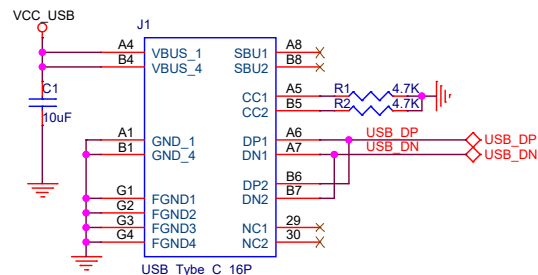 VCC_USB
J1
A4 VBUS_1 SBU1 A8
B4 VBUS_4 SBU2 B8
C1
10uF
CC1 A5 R1 4.7K
CC2 B5 R2 4.7K
A1 GND_1 DP1 A6 USB_DP USB_DP
B1 GND_4 DN1 A7 USB_DN USB_DN
DP2 B6
G1 FGND1 DN2 B7
G2 FGND2
G3 FGND3 NC1 29
G4 FGND4 NC2 30
USB_Tybe_C_16P